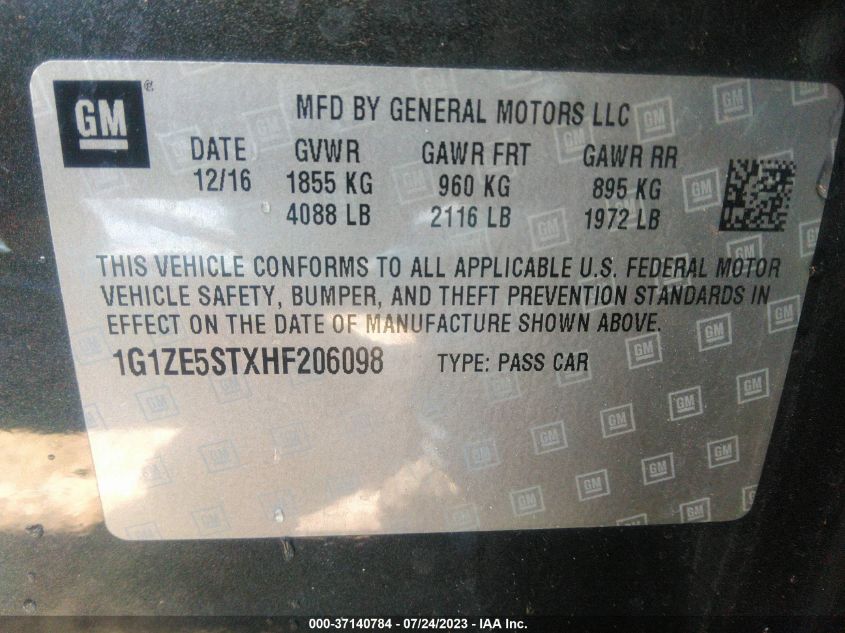 GM
MFD BY GENERAL MOTORS LLC
DATE GVWR GAWR FRT GAWR RR
12/16 1855 KG 960 KG 895 KG
4088 LB 2116 LB 1972 LB
THIS VEHICLE CONFORMS TO ALL APPLICABLE U.S. FEDERAL MOTOR
VEHICLE SAFETY, BUMPER, AND THEFT PREVENTION STANDARDS IN
EFFECT ON THE DATE OF MANUFACTURE SHOWN ABOVE.
1G1ZE5STXHF206098 TYPE: PASS CAR
000-37140784 / 07/24/2023 - IAA Inc.